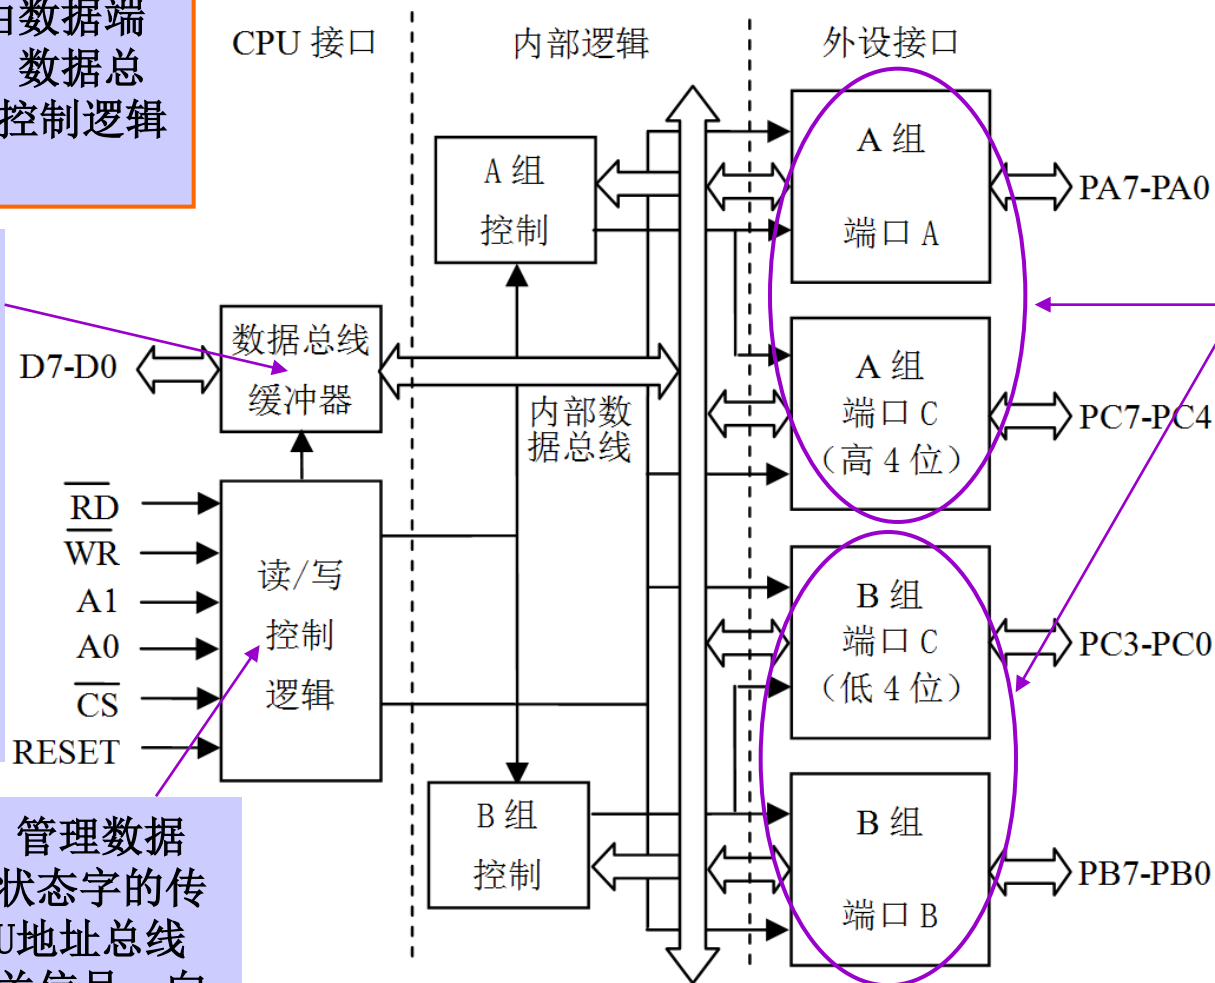 由数据端
数据总
控制逻辑
CPU 接口
内部逻辑
外设接口
A 组
控制
A 组
端口 A
PA7-PA0
A 组
端口 C
（高 4 位）
PC7-PC4
D7-D0
数据总线
缓冲器
内部数
据总线
RD
WR
A1
A0
CS
RESET
读/写
控制
逻辑
B 组
端口 C
（低 4 位）
PC3-PC0
B 组
控制
B 组
端口 B
PB7-PB0
管理数据
状态字的传
U地址总线